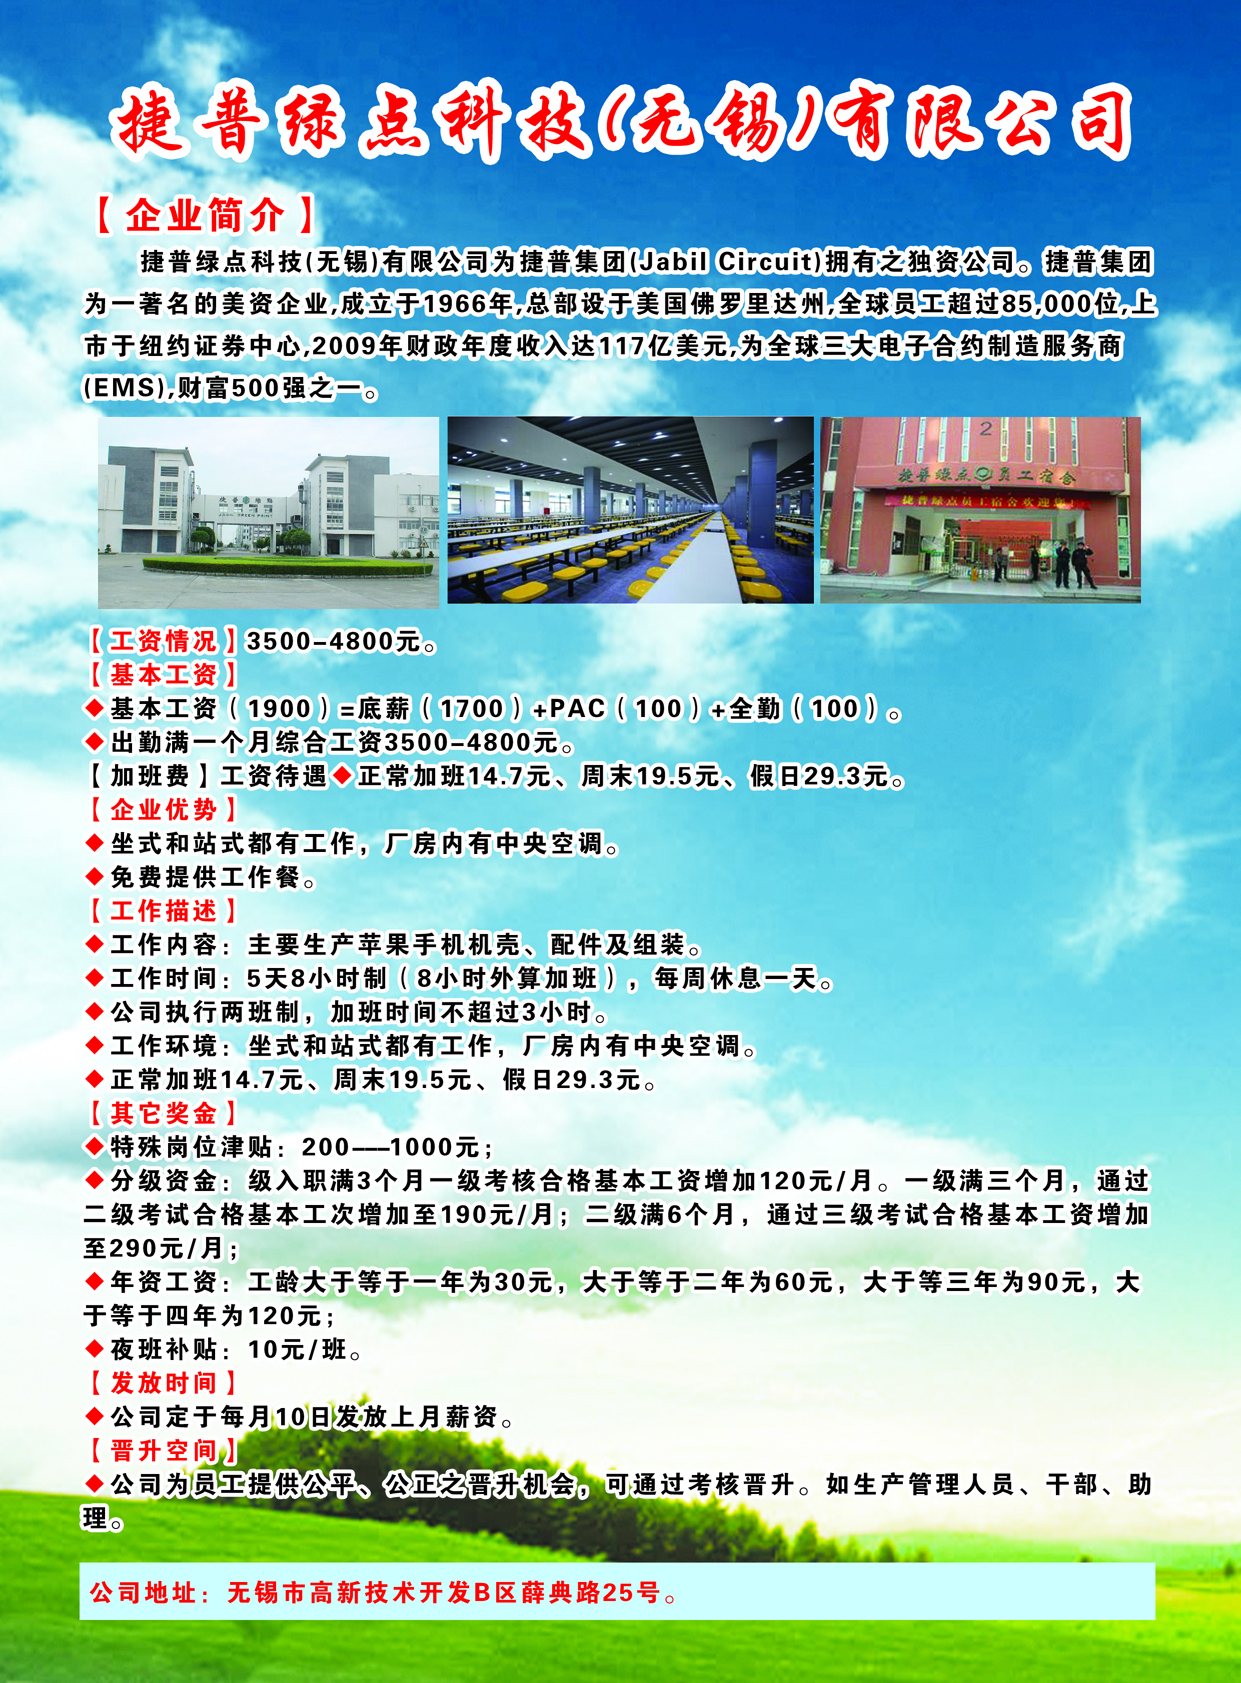 捷普绿点科技(无锡)有限公司
【企业简介】
捷普绿点科技(无锡)有限公司为捷普集团(Jabil Circuit)拥有之独资公司。捷普集团
为一著名的美资企业,成立于1966年,总部设于美国佛罗里达州,全球员工超过85,000位,上
市于纽约证券中心,2009年财政年度收入达117亿美元,为全球三大电子合约制造服务商
(EMS),财富500强之一。
捷普绿点
GREEN POINT
2
捷普绿点员工宿舍
捷普绿点员工宿舍欢迎您!
【工资情况】3500-4800元。
【基本工资】
◆基本工资（1900）=底薪（1700）+PAC（100）+全勤（100）。
◆出勤满一个月综合工资3500-4800元。
【加班费】工资待遇◆正常加班14.7元、周末19.5元、假日29.3元。
【企业优势】
◆坐式和站式都有工作，厂房内有中央空调。
◆免费提供工作餐。
【工作描述】
◆工作内容：主要生产苹果手机机壳、配件及组装。
◆工作时间：5天8小时制（8小时外算加班），每周休息一天。
◆公司执行两班制，加班时间不超过3小时。
◆工作环境：坐式和站式都有工作，厂房内有中央空调。
◆正常加班14.7元、周末19.5元、假日29.3元。
【其它奖金】
◆特殊岗位津贴：200---1000元；
◆分级资金：级入职满3个月一级考核合格基本工资增加120元/月。一级满三个月，通过
二级考试合格基本工次增加至190元/月；二级满6个月，通过三级考试合格基本工资增加
至290元/月；
◆年资工资：工龄大于等于一年为30元，大于等于二年为60元，大于等三年为90元，大
于等于四年为120元；
◆夜班补贴：10元/班。
【发放时间】
◆公司定于每月10日发放上月薪资。
【晋升空间】
◆公司为员工提供公平、公正之晋升机会，可通过考核晋升。如生产管理人员、干部、助
理。
公司地址：无锡市高新技术开发B区薛典路25号。